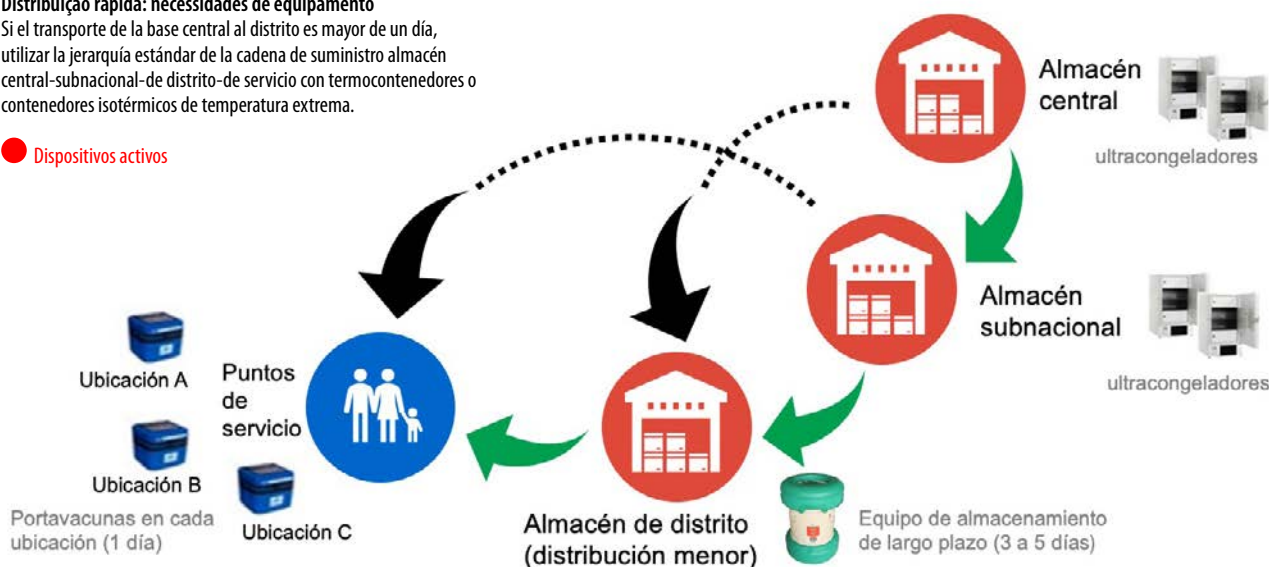 Distribuição rápida: necessidades de equipamento
Si el transporte de la base central al distrito es mayor de un día,
utilizar la jerarquía estándar de la cadena de suministro almacén
central-subnacional-de distrito-de servicio con termocontenedores o
contenedores isotérmicos de temperatura extrema.
Dispositivos activos
Almacén
central
ultracongeladores
Almacén
subnacional
ultracongeladores
Ubicación A
Puntos
de
servicio
Ubicación B
Ubicación C
Portavacunas en cada
ubicación (1 día)
Almacén de distrito
(distribución menor)
Equipo de almacenamiento
de largo plazo (3 a 5 días)